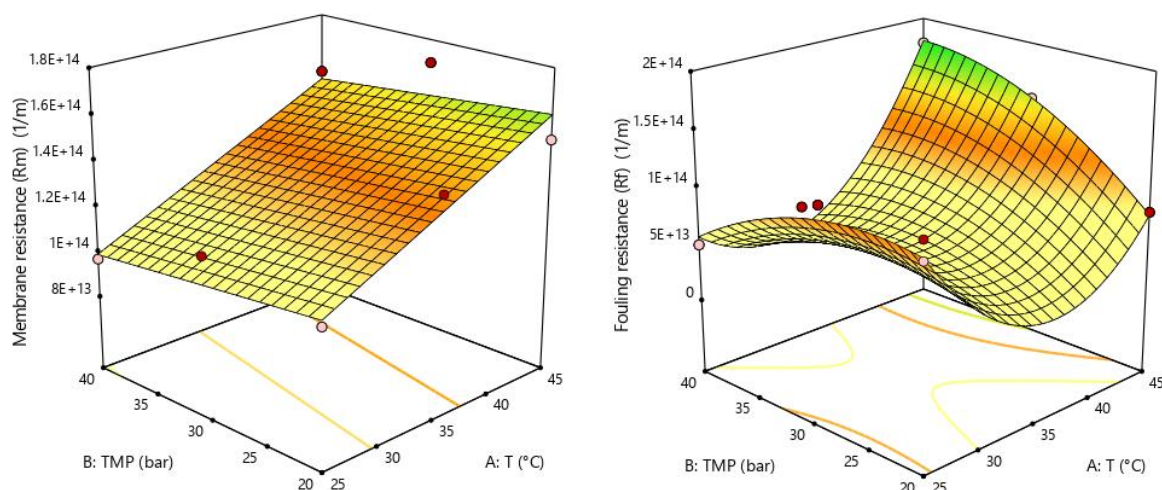 Membrane resistance (Rm) (1/m)
1.8E+14
1.6E+14
1.4E+14
1.2E+14
1E+14
8E+13
40
35
30
25
20
B: TMP (bar)
25
30
35
40
45
A: T (°C)
Fouling resistance (Rf) (1/m)
2E+14
1.5E+14
1E+14
5E+13
0
40
35
30
25
20
B: TMP (bar)
25
30
35
40
45
A: T (°C)